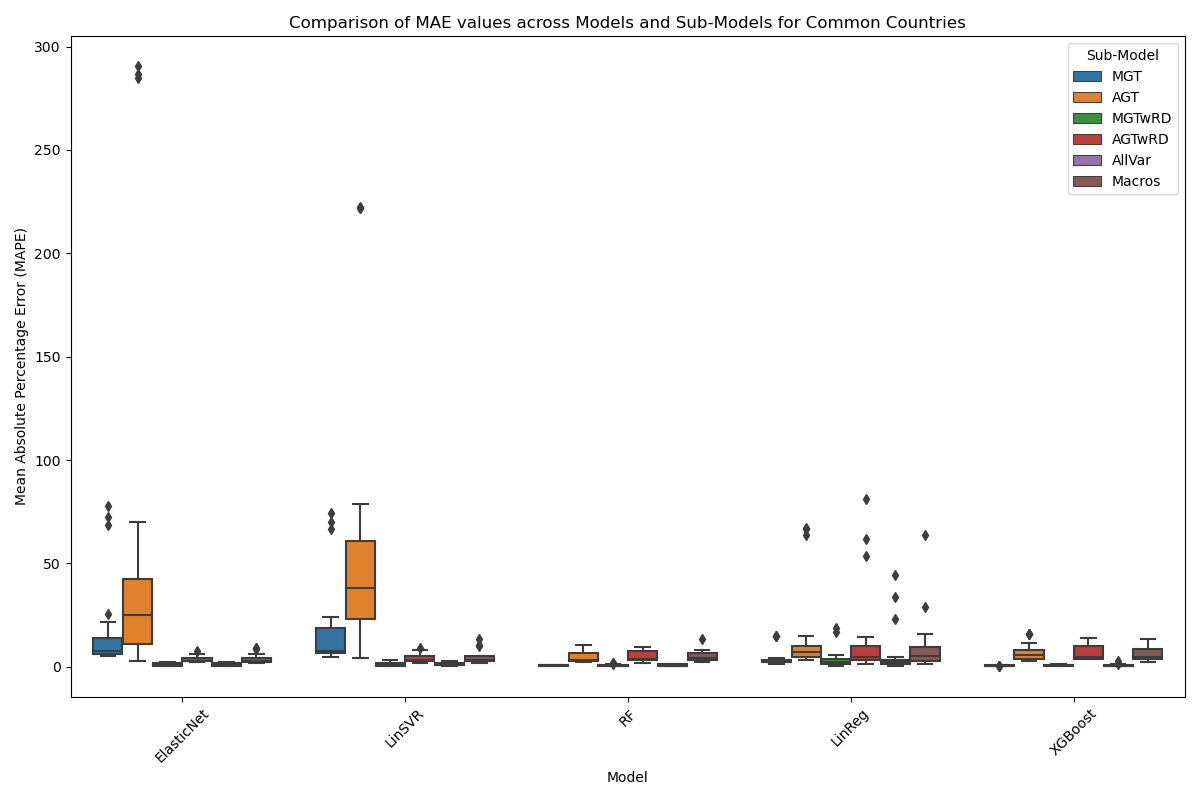 Comparison of MAE values across Models and Sub-Models for Common Countries
Mean Absolute Percentage Error (MAPE)
300
250
200
150
100
50
0
Sub-Model
MGT
AGT
MGTwRD
AGTwRD
AllVar
Macros
ElasticNet
LinSVR
RF
LinReg
XGBoost
Model